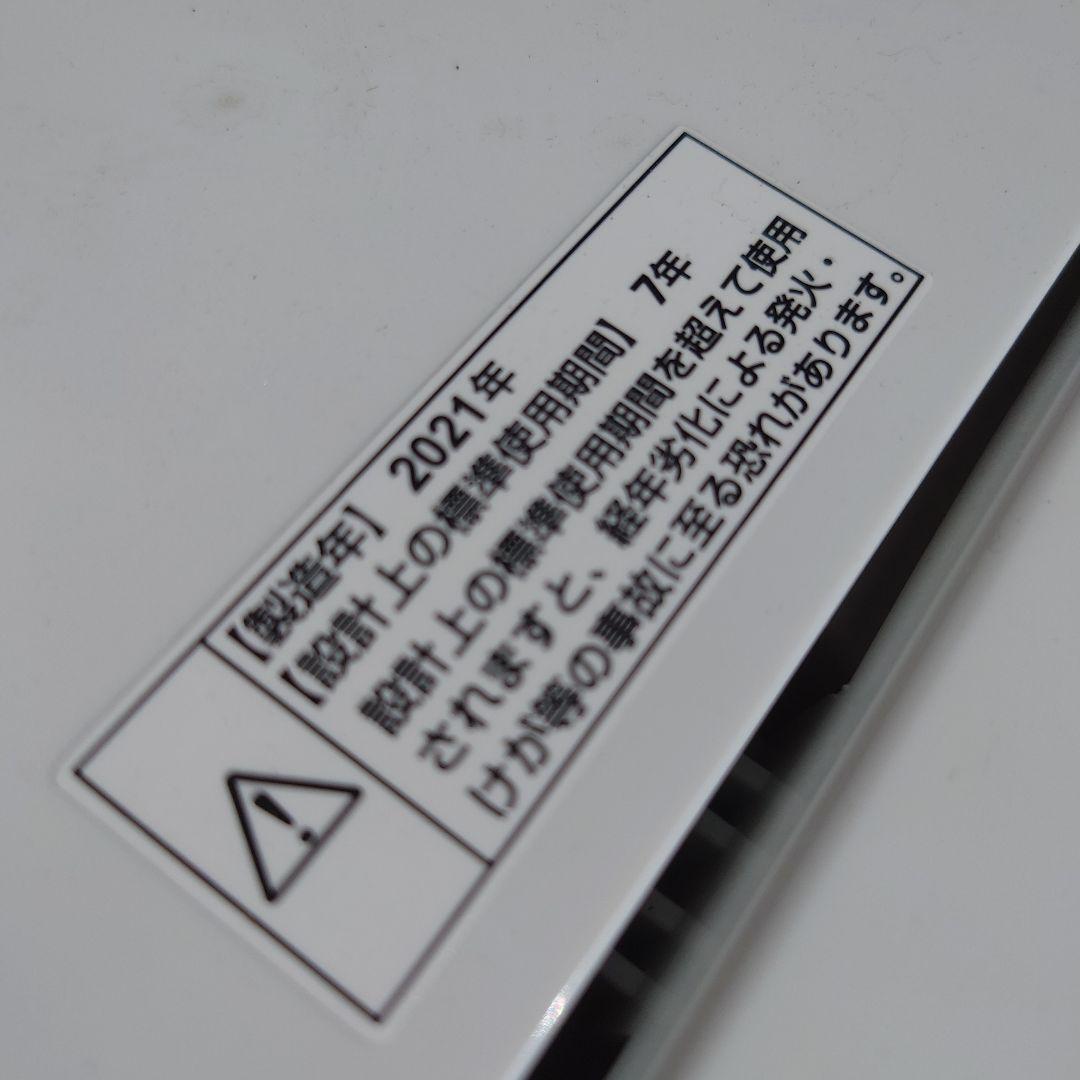 【製造年】 2021年
【設計上の標準使用期間】 7年
設計上の標準使用期間を超えて使用
されますと、経年劣化による発火・
けが等の事故に至る恐れがあります。